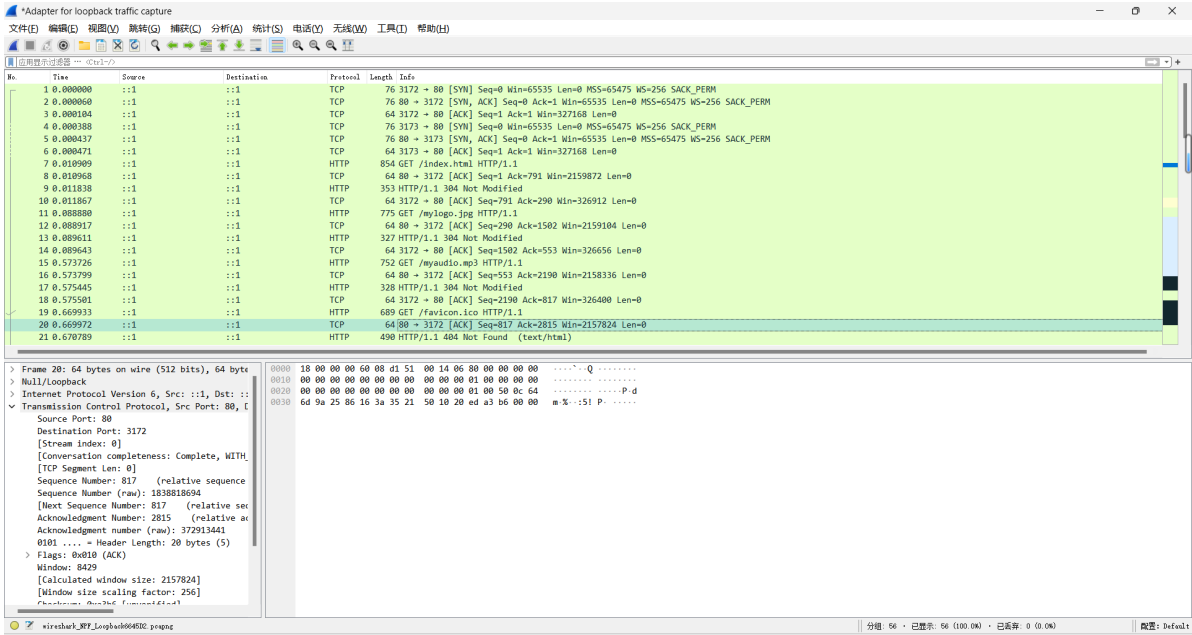 *Adapter for loopback traffic capture
文件(F) 编辑(E) 视图(V) 跳转(G) 捕获(C) 分析(A) 统计(S) 电话(Y) 无线(W) 工具(T) 帮助(H)
应用显示过滤器 … <Ctrl-/>
No. Time Source Destination Protocol Length Info
1 0.000000 ::1 ::1 TCP 76 3172 → 80 [SYN] Seq=0 Win=65535 Len=0 MSS=65475 WS=256 SACK_PERM
2 0.000060 ::1 ::1 TCP 76 80 → 3172 [SYN, ACK] Seq=0 Ack=1 Win=65535 Len=0 MSS=65475 WS=256 SACK_PERM
3 0.000104 ::1 ::1 TCP 64 3172 → 80 [ACK] Seq=1 Ack=1 Win=327168 Len=0
4 0.000388 ::1 ::1 TCP 76 3173 → 80 [SYN] Seq=0 Win=65535 Len=0 MSS=65475 WS=256 SACK_PERM
5 0.000437 ::1 ::1 TCP 76 80 → 3173 [SYN, ACK] Seq=0 Ack=1 Win=65535 Len=0 MSS=65475 WS=256 SACK_PERM
6 0.000471 ::1 ::1 TCP 64 3173 → 80 [ACK] Seq=1 Ack=1 Win=327168 Len=0
7 0.010909 ::1 ::1 HTTP 854 GET /index.html HTTP/1.1
8 0.010968 ::1 ::1 TCP 64 80 → 3172 [ACK] Seq=1 Ack=791 Win=2159872 Len=0
9 0.011838 ::1 ::1 HTTP 353 HTTP/1.1 304 Not Modified
10 0.011867 ::1 ::1 TCP 64 3172 → 80 [ACK] Seq=791 Ack=290 Win=326912 Len=0
11 0.088880 ::1 ::1 HTTP 775 GET /mylogo.jpg HTTP/1.1
12 0.088917 ::1 ::1 TCP 64 80 → 3172 [ACK] Seq=290 Ack=1502 Win=2159104 Len=0
13 0.089611 ::1 ::1 HTTP 327 HTTP/1.1 304 Not Modified
14 0.089643 ::1 ::1 TCP 64 3172 → 80 [ACK] Seq=1502 Ack=553 Win=326656 Len=0
15 0.573726 ::1 ::1 HTTP 752 GET /myaudio.mp3 HTTP/1.1
16 0.573799 ::1 ::1 TCP 64 80 → 3172 [ACK] Seq=553 Ack=2190 Win=2158336 Len=0
17 0.575445 ::1 ::1 HTTP 328 HTTP/1.1 304 Not Modified
18 0.575501 ::1 ::1 TCP 64 3172 → 80 [ACK] Seq=2190 Ack=817 Win=326400 Len=0
19 0.669933 ::1 ::1 HTTP 689 GET /favicon.ico HTTP/1.1
20 0.669972 ::1 ::1 TCP 64 80 → 3172 [ACK] Seq=817 Ack=2815 Win=2157824 Len=0
21 0.670789 ::1 ::1 HTTP 490 HTTP/1.1 404 Not Found (text/html)
Frame 20: 64 bytes on wire (512 bits), 64 byte
Null/Loopback
Internet Protocol Version 6, Src: ::1, Dst: ::
Transmission Control Protocol, Src Port: 80, D
Source Port: 80
Destination Port: 3172
[Stream index: 0]
[Conversation completeness: Complete, WITH_
[TCP Segment Len: 0]
Sequence Number: 817 (relative sequence
Sequence Number (raw): 1838818694
[Next Sequence Number: 817 (relative sec
Acknowledgment Number: 2815 (relative ac
Acknowledgment number (raw): 372913441
0101 .... = Header Length: 20 bytes (5)
Flags: 0x010 (ACK)
Window: 8429
[Calculated window size: 2157824]
[Window size scaling factor: 256]
Checksum: 0xa3b6 [unverified]
0000 18 00 00 00 60 08 d1 51 00 14 06 80 00 00 00 00 ····`··Q ········
0010 00 00 00 00 00 00 00 00 00 00 00 01 00 00 00 00 ········ ········
0020 00 00 00 00 00 00 00 00 00 00 00 01 00 50 0c 64 ········ ·····P·d
0030 6d 9a 25 86 16 3a 35 21 50 10 20 ed a3 b6 00 00 m·%··:5! P· ·····
wireshark_NPF_Loopback6645D2.pcapng
分组: 56 · 已显示: 56 (100.0%) · 已丢弃: 0 (0.0%)
配置: Default